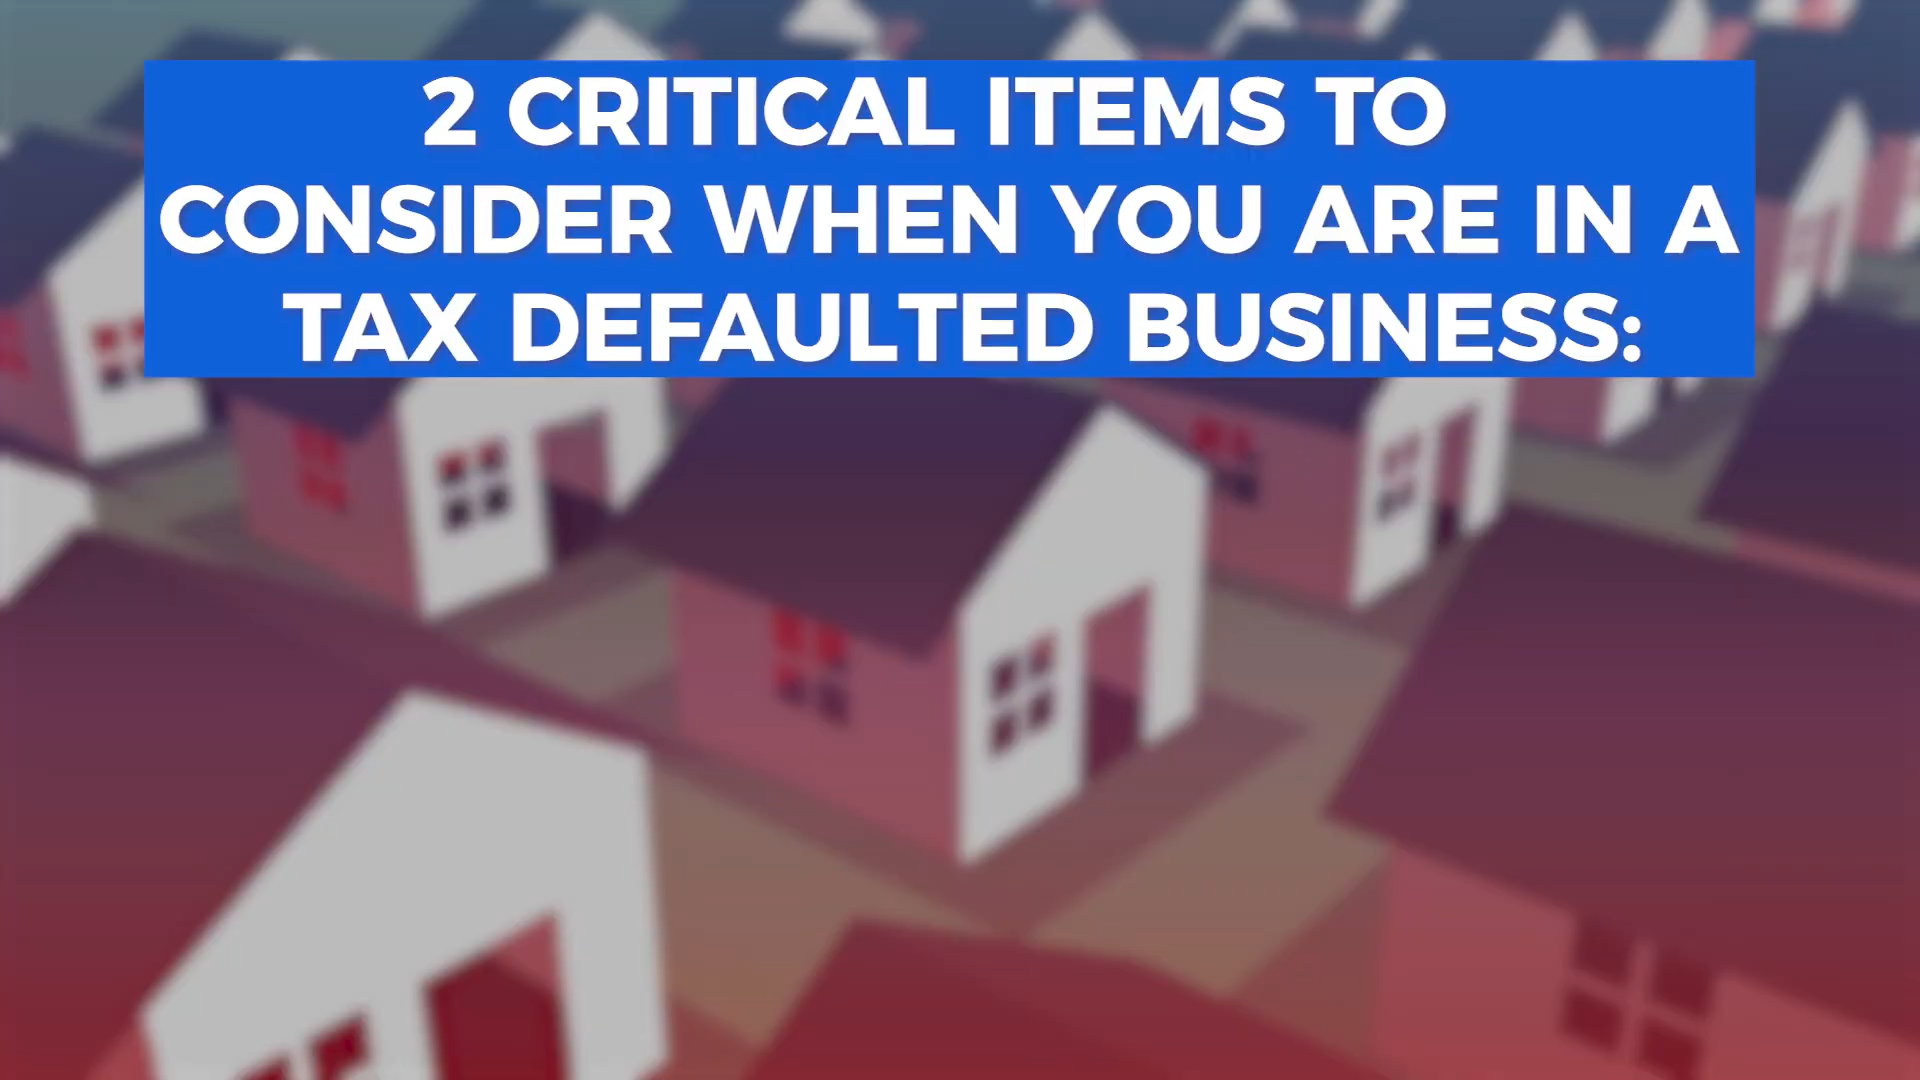 2 CRITICAL ITEMS TO
CONSIDER WHEN YOU ARE IN A
TAX DEFAULTED BUSINESS: